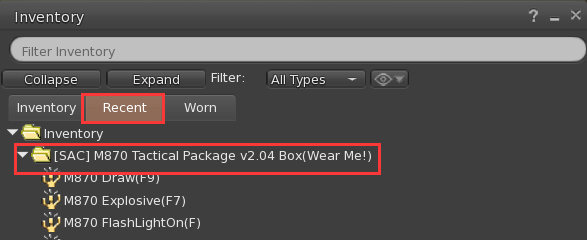 Inventory
Filter Inventory
Collapse Expand Filter: All Types
Inventory Recent Worn
Inventory
[SAC] M870 Tactical Package v2.04 Box(Wear Me!)
M870 Draw(F9)
M870 Explosive(F7)
M870 FlashLightOn(F)